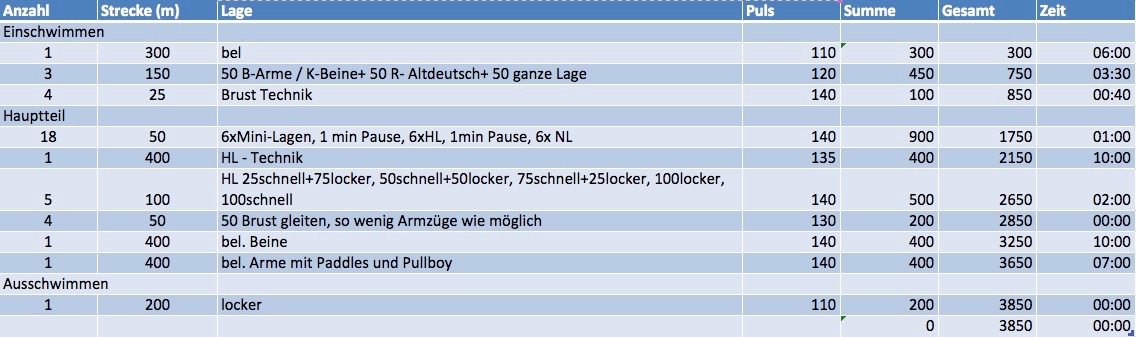 Anzahl Strecke (m) Lage Puls Summe Gesamt Zeit
Einschwimmen
1 300 bel 110 300 300 06:00
3 150 50 B-Arme / K-Beine+ 50 R- Altdeutsch+ 50 ganze Lage 120 450 750 03:30
4 25 Brust Technik 140 100 850 00:40
Hauptteil
18 50 6xMini-Lagen, 1 min Pause, 6xHL, 1min Pause, 6x NL 140 900 1750 01:00
1 400 HL - Technik 135 400 2150 10:00
HL 25schnell+75locker, 50schnell+50locker, 75schnell+25locker, 100locker,
5 100 100schnell 140 500 2650 02:00
4 50 50 Brust gleiten, so wenig Armzüge wie möglich 130 200 2850 00:00
1 400 bel. Beine 140 400 3250 10:00
1 400 bel. Arme mit Paddles und Pullboy 140 400 3650 07:00
Ausschwimmen
1 200 locker 110 200 3850 00:00
0 3850 00:00